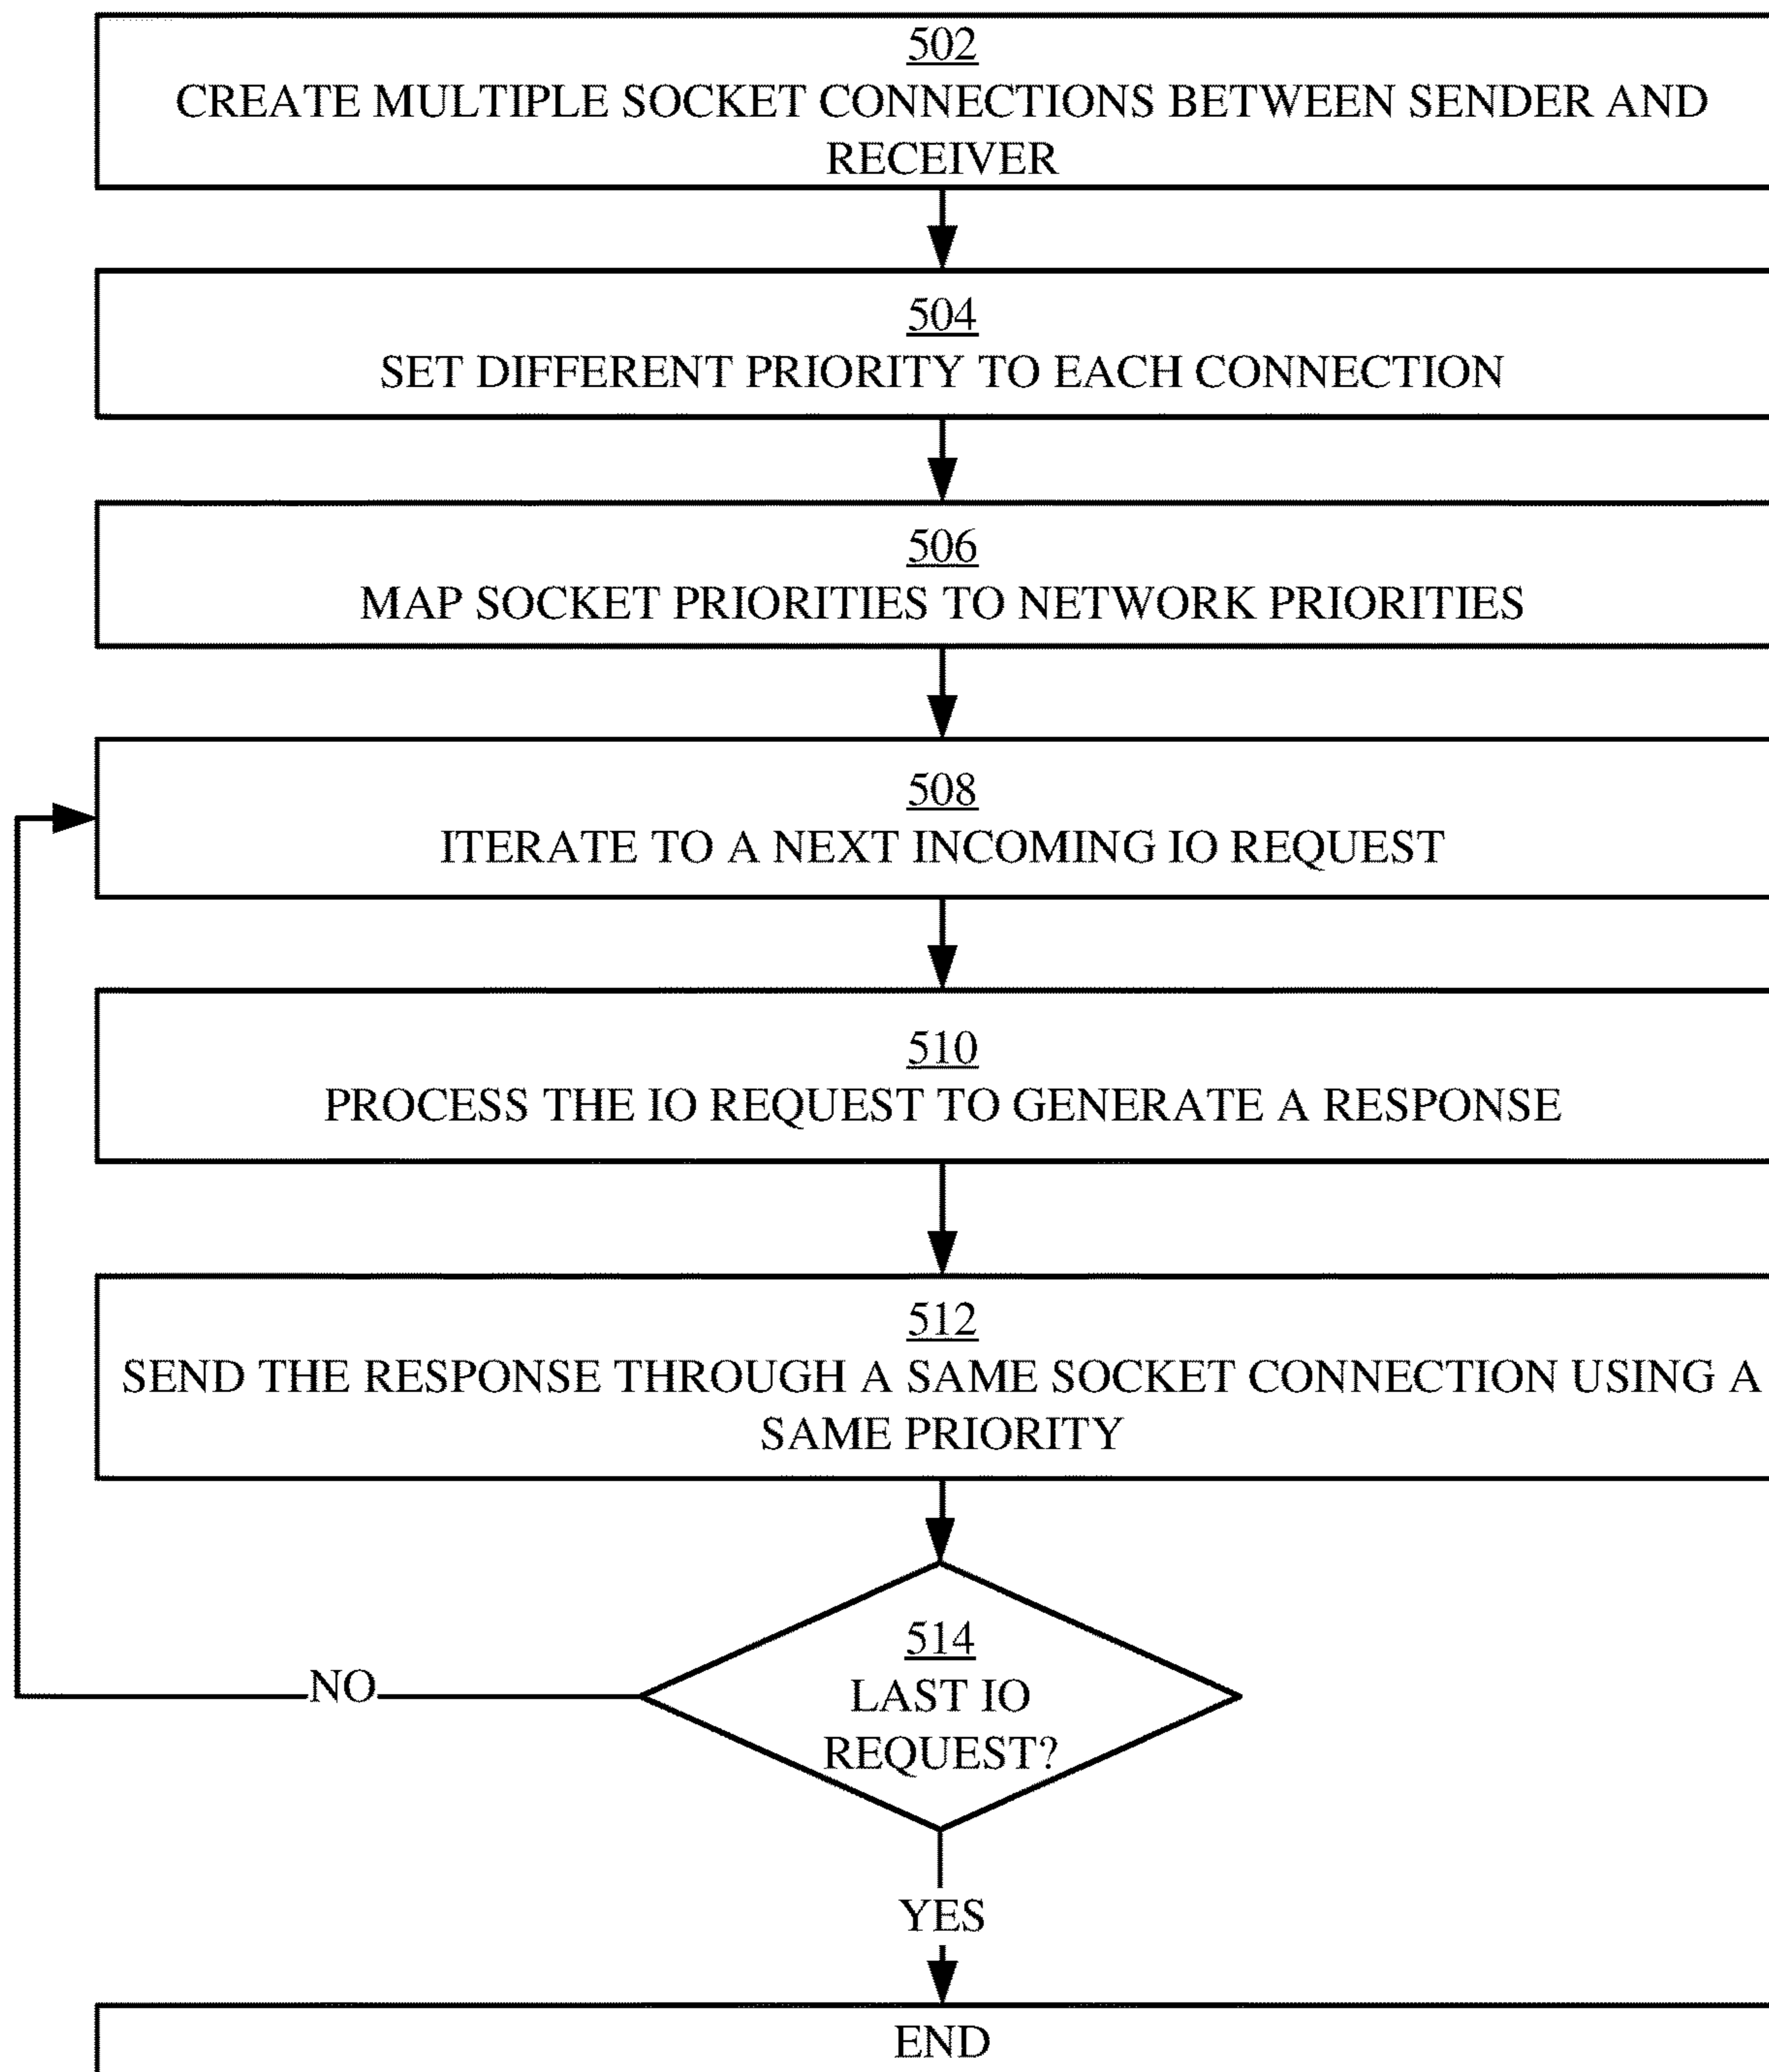 502
CREATE MULTIPLE SOCKET CONNECTIONS BETWEEN SENDER AND
RECEIVER
504
SET DIFFERENT PRIORITY TO EACH CONNECTION
506
MAP SOCKET PRIORITIES TO NETWORK PRIORITIES
508
ITERATE TO A NEXT INCOMING IO REQUEST
510
PROCESS THE IO REQUEST TO GENERATE A RESPONSE
512
SEND THE RESPONSE THROUGH A SAME SOCKET CONNECTION USING A
SAME PRIORITY
514
LAST IO
REQUEST?
NO
YES
END